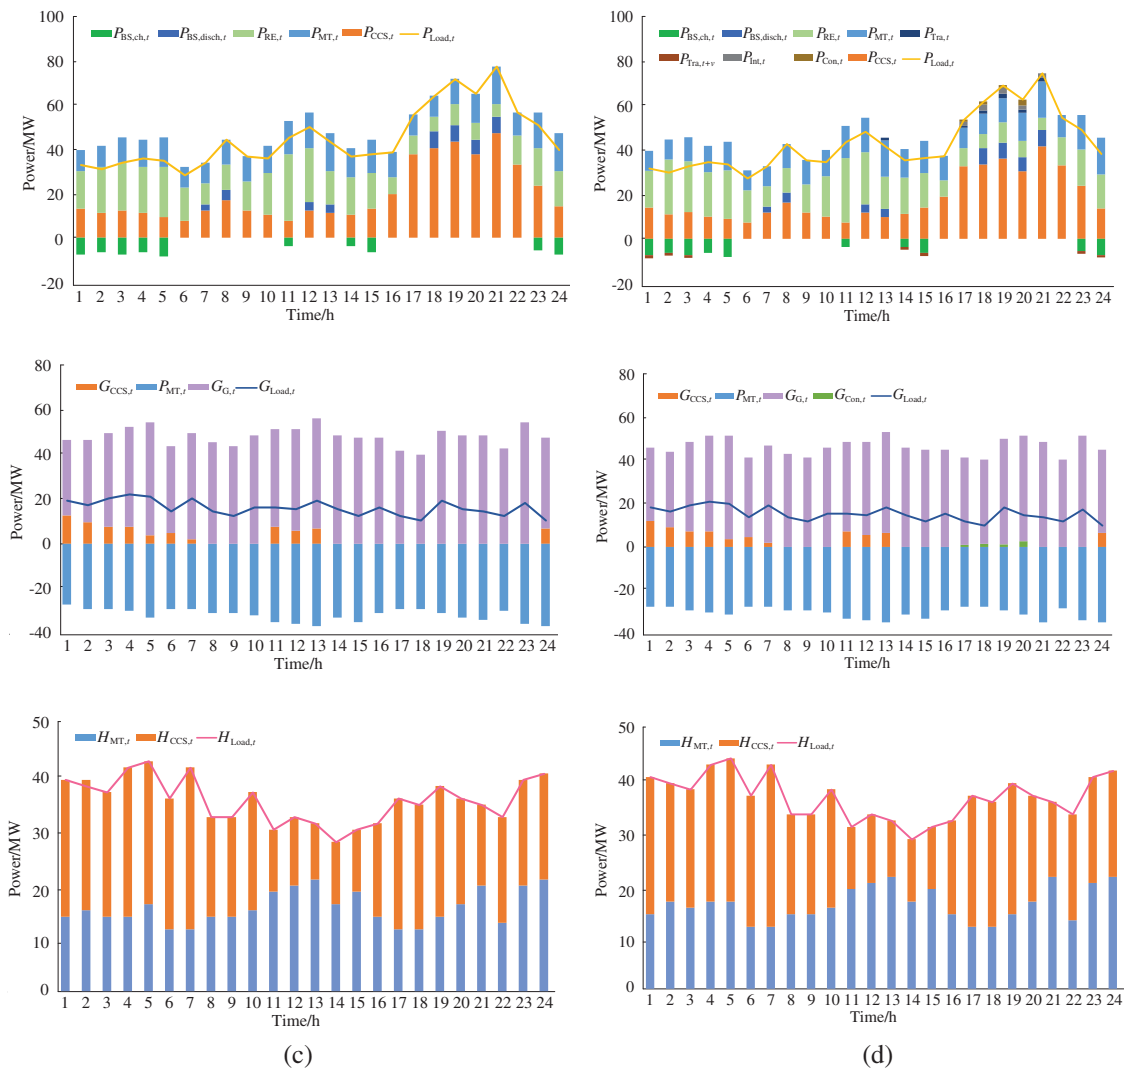 100
80
60
40
20
0
-20
Power/MW
P_BS,ch,t P_BS,disch,t P_RE,t P_MT,t P_CCS,t P_Load,t
1 2 3 4 5 6 7 8 9 10 11 12 13 14 15 16 17 18 19 20 21 22 23 24
Time/h
100
80
60
40
20
0
-20
Power/MW
P_BS,ch,t P_BS,disch,t P_RE,t P_MT,t P_Tra,t
P_Tra,t+v P_Int,t P_Con,t P_CCS,t P_Load,t
1 2 3 4 5 6 7 8 9 10 11 12 13 14 15 16 17 18 19 20 21 22 23 24
Time/h
80
60
40
20
0
-20
-40
Power/MW
G_CCS,t P_MT,t G_G,t G_Load,t
1 2 3 4 5 6 7 8 9 10 11 12 13 14 15 16 17 18 19 20 21 22 23 24
Time/h
80
60
40
20
0
-20
-40
Power/MW
G_CCS,t P_MT,t G_G,t G_Con,t G_Load,t
1 2 3 4 5 6 7 8 9 10 11 12 13 14 15 16 17 18 19 20 21 22 23 24
Time/h
50
40
30
20
10
0
Power/MW
H_MT,t H_CCS,t H_Load,t
1 2 3 4 5 6 7 8 9 10 11 12 13 14 15 16 17 18 19 20 21 22 23 24
Time/h
(c)
50
40
30
20
10
0
Power/MW
H_MT,t H_CCS,t H_Load,t
1 2 3 4 5 6 7 8 9 10 11 12 13 14 15 16 17 18 19 20 21 22 23 24
Time/h
(d)